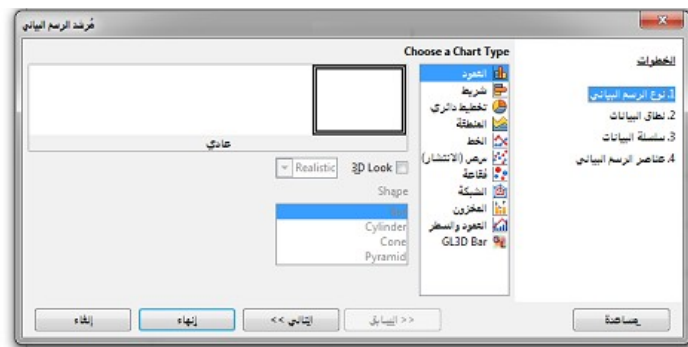 مُرشد الرسم البياني
الخطوات
1. نوع الرسم البياني
2. نطاق البيانات
3. سلسلة البيانات
4. عناصر الرسم البياني
Choose a Chart Type
العمود
شريط
تخطيط دائري
المنطقة
الخط
س‌ص (الانتشار)
فقاعة
الشبكة
المخزون
العمود والسطر
GL3D Bar
عادي
3D Look
Realistic
Shape
Cylinder
Cone
Pyramid
مساعدة
<< السابق
التالي >>
إنهاء
إلغاء